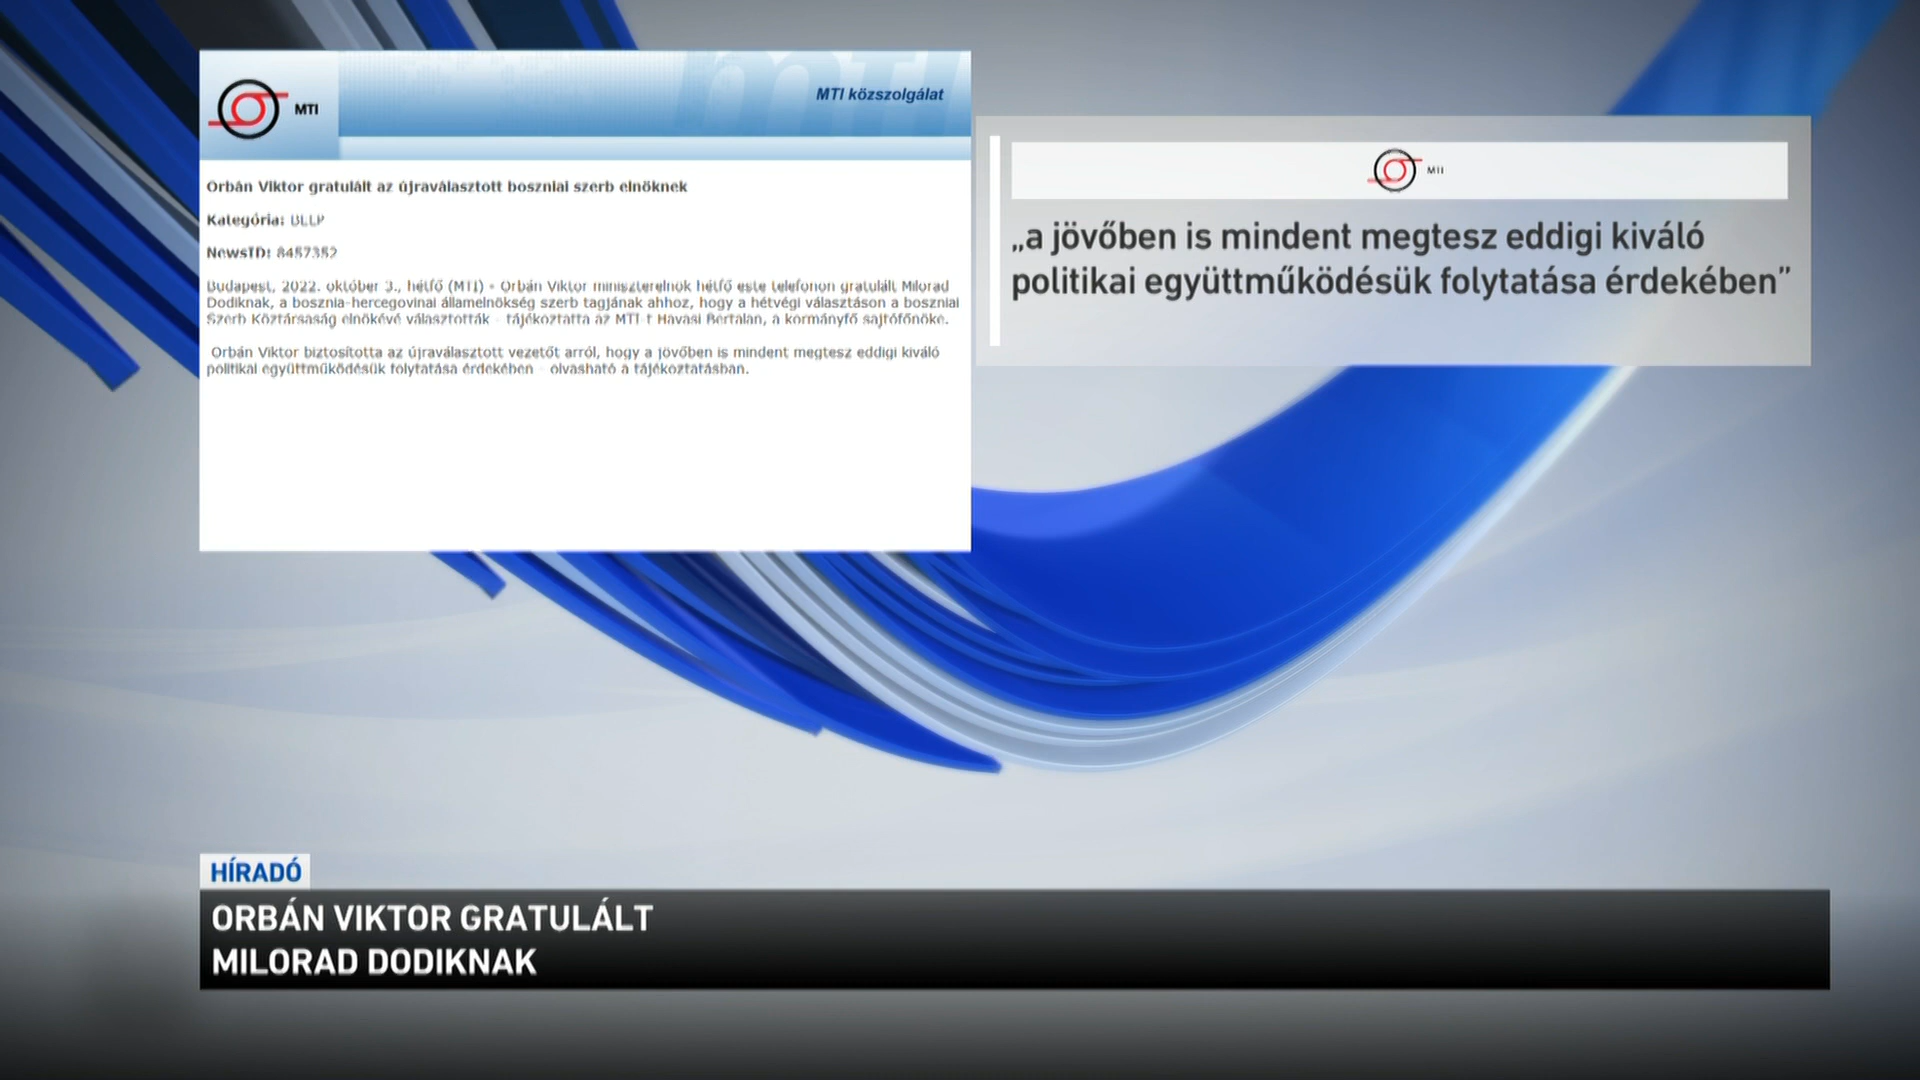 MTI
MTI közszolgálat
Orbán Viktor gratulált az újraválasztott boszniai szerb elnöknek
Kategória: BLLP
NewsID: 8457352
Budapest, 2022. október 3., hétfő (MTI) - Orbán Viktor miniszterelnök hétfő este telefonon gratulált Milorad
Dodiknak, a bosznia-hercegovinai államelnökség szerb tagjának ahhoz, hogy a hétvégi választáson a boszniai
Szerb Köztársaság elnökévé választották - tájékoztatta az MTI-t Havasi Bertalan, a kormányfő sajtófőnöke.
Orbán Viktor biztosította az újraválasztott vezetőt arról, hogy a jövőben is mindent megtesz eddigi kiváló
politikai együttműködésük folytatása érdekében - olvasható a tájékoztatásban.
MTI
„a jövőben is mindent megtesz eddigi kiváló
politikai együttműködésük folytatása érdekében”
HÍRADÓ
ORBÁN VIKTOR GRATULÁLT
MILORAD DODIKNAK